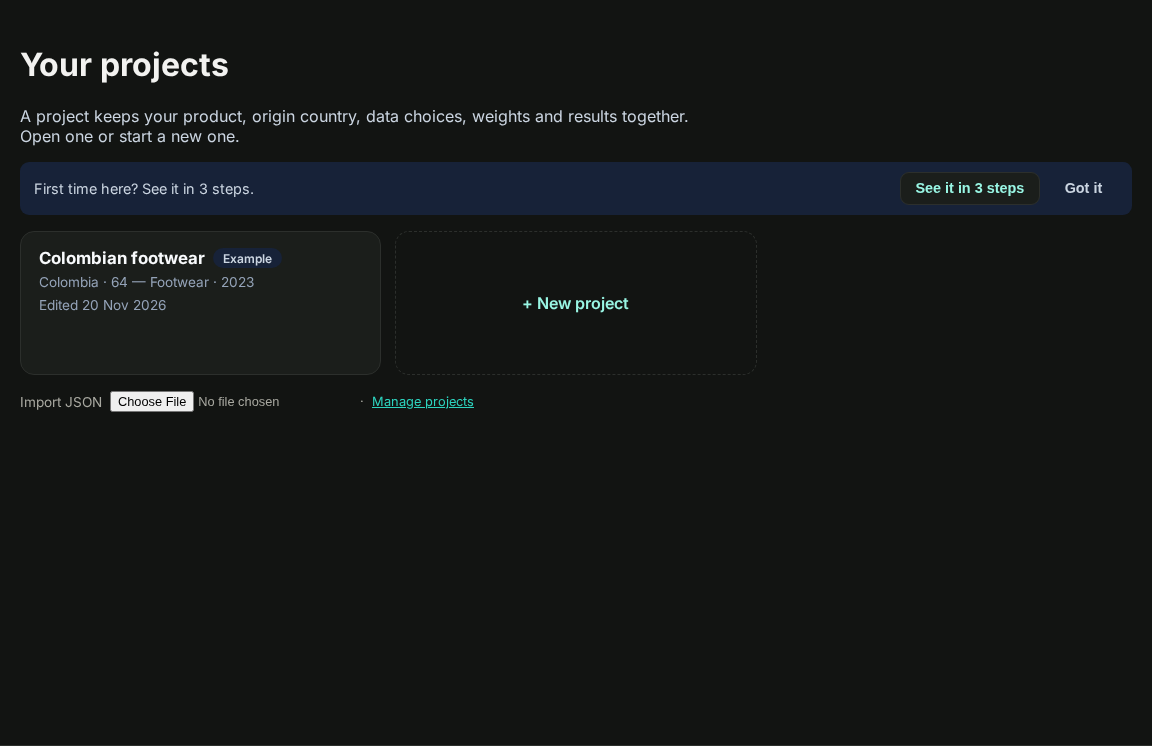 Your projects
A project keeps your product, origin country, data choices, weights and results together.
Open one or start a new one.
First time here? See it in 3 steps.
See it in 3 steps
Got it
Colombian footwear
Example
Colombia · 64 — Footwear · 2023
Edited 20 Nov 2026
+ New project
Import JSON Choose File No file chosen · Manage projects